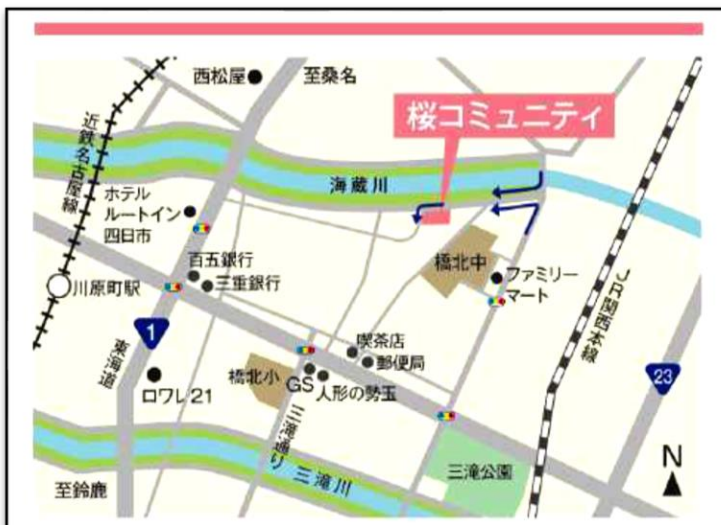 西松屋
至桑名
桜コミュニティ
近鉄名古屋線
海蔵川
ホテル
ルートイン
四日市
百五銀行
三重銀行
橋北中
ファミリー
マート
川原町駅
JR関西本線
1
東海道
喫茶店
郵便局
橋北小
GS
人形の勢玉
ロワレ21
23
三滝通り
三滝川
三滝公園
N
至鈴鹿